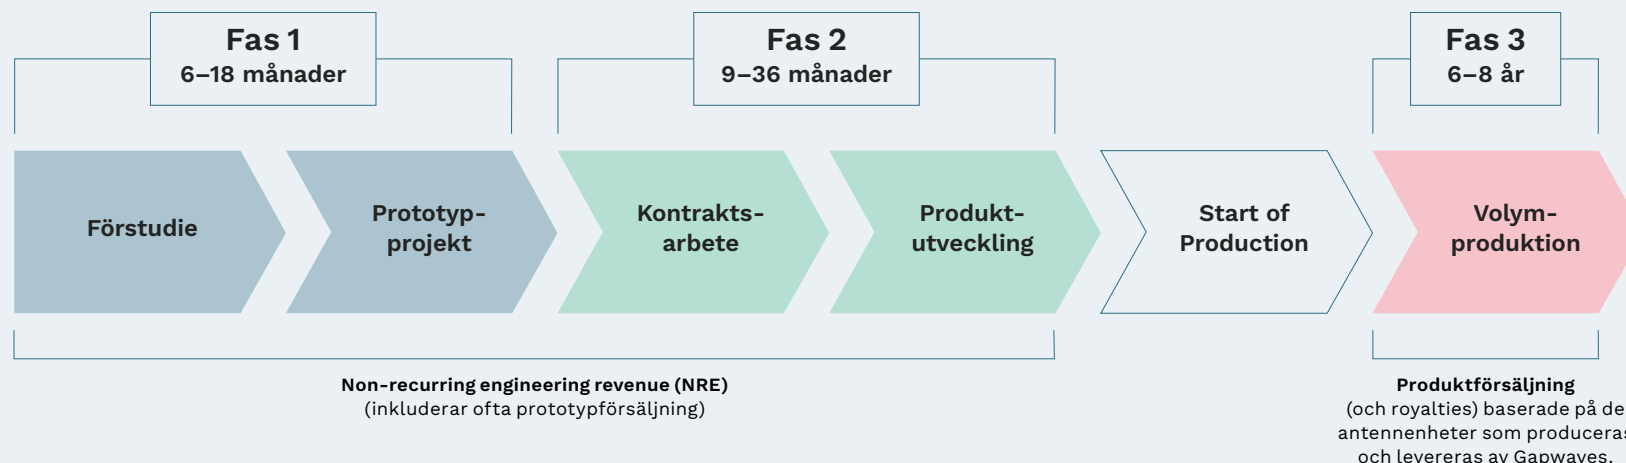 Fas 1
6–18 månader
Fas 2
9–36 månader
Fas 3
6–8 år
Förstudie
Prototyp-
projekt
Kontrakts-
arbete
Produkt-
utveckling
Start of
Production
Volym-
produktion
Non-recurring engineering revenue (NRE)
(inkluderar ofta prototypförsäljning)
Produktförsäljning
(och royalties) baserade på de
antennenheter som produceras
och levereras av Gapwaves.